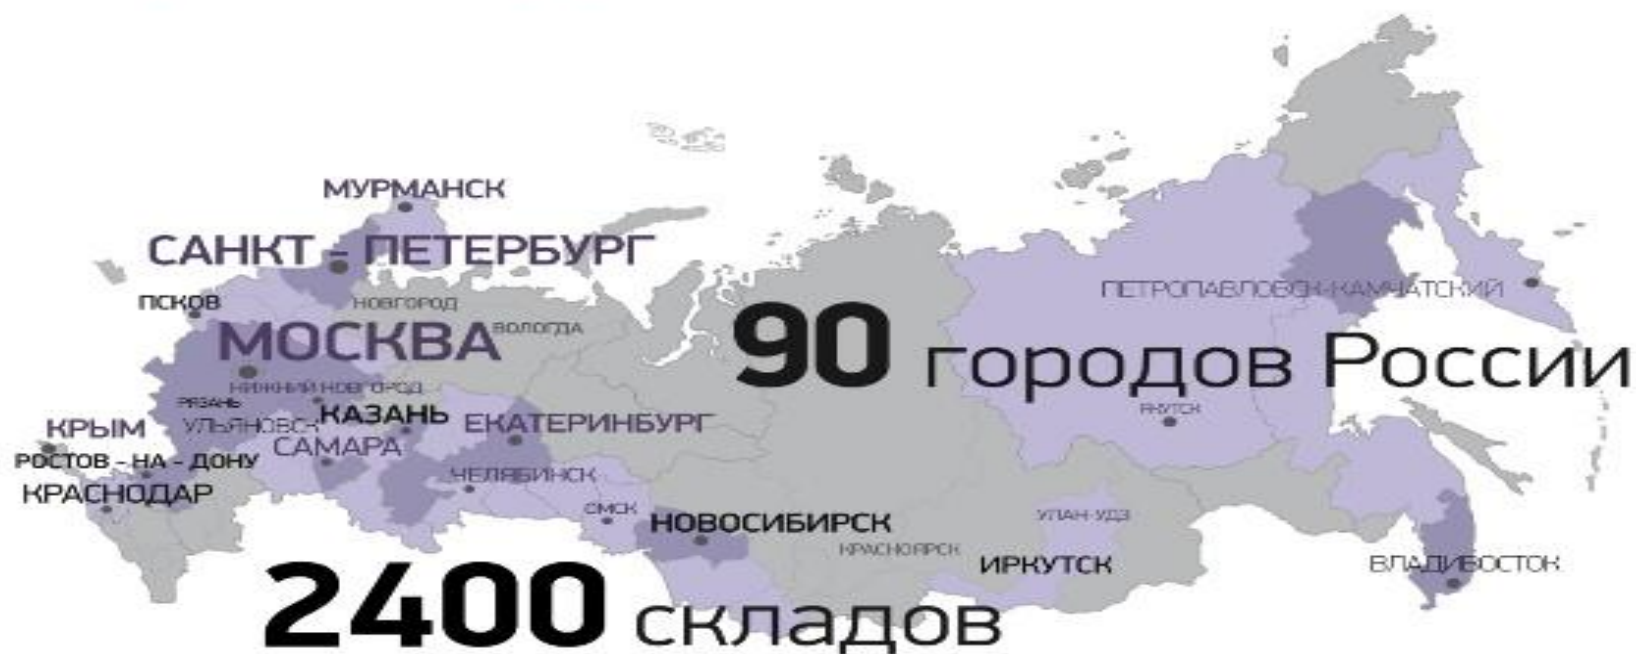 МУРМАНСК
САНКТ - ПЕТЕРБУРГ
ПСКОВ
НОВГОРОД
МОСКВА
ВОЛОГДА
НИЖНИЙ НОВГОРОД
РЯЗАНЬ
КАЗАНЬ
КРЫМ
УЛЬЯНОВСК
ЕКАТЕРИНБУРГ
САМАРА
РОСТОВ - НА - ДОНУ
ЧЕЛЯБИНСК
КРАСНОДАР
ОМСК
НОВОСИБИРСК
КРАСНОЯРСК
ИРКУТСК
УЛАН-УДЭ
ПЕТРОПАВЛОВСК-КАМЧАТСКИЙ
90 городов России
ЯКУТСК
ВЛАДИВОСТОК
2400 складов